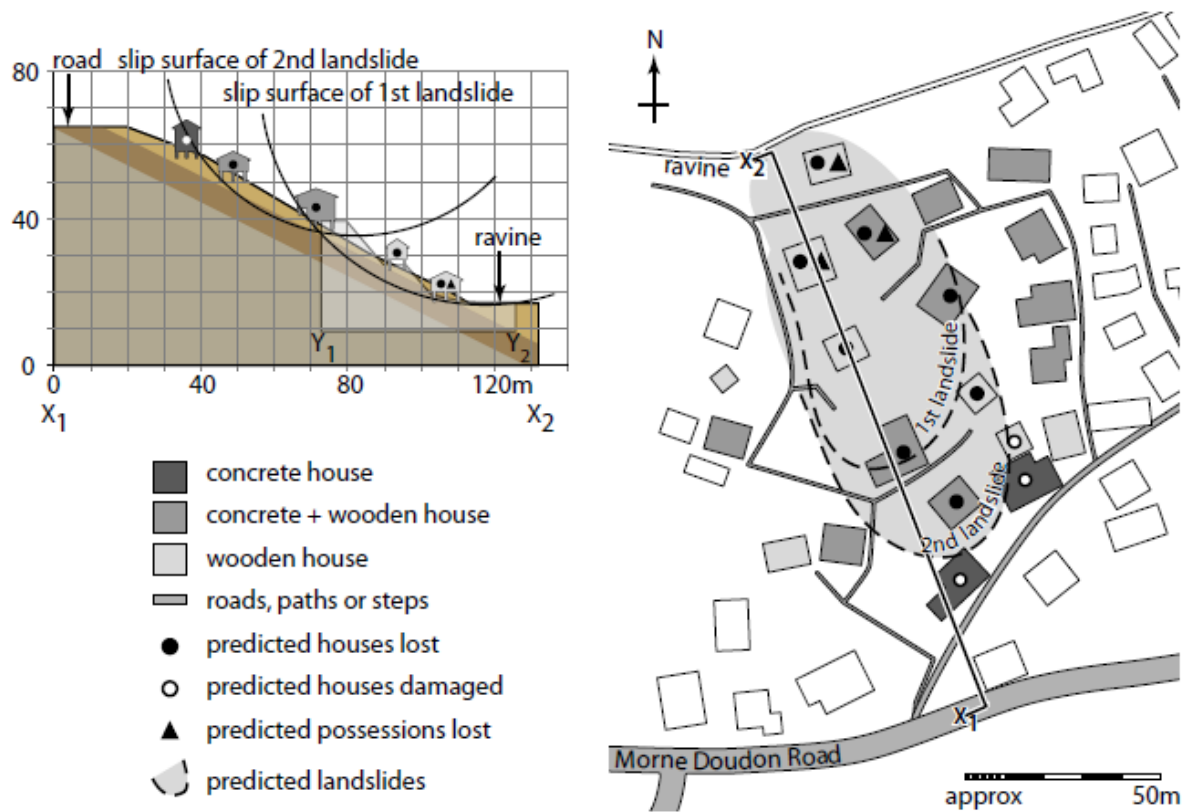 road slip surface of 2nd landslide
slip surface of 1st landslide
80
40
0
ravine
Y1 Y2
0 40 80 120m
X1 X2
concrete house
concrete + wooden house
wooden house
roads, paths or steps
predicted houses lost
predicted houses damaged
predicted possessions lost
predicted landslides
N
X2
ravine
1st landslide
2nd landslide
X1
Morne Doudon Road
approx 50m